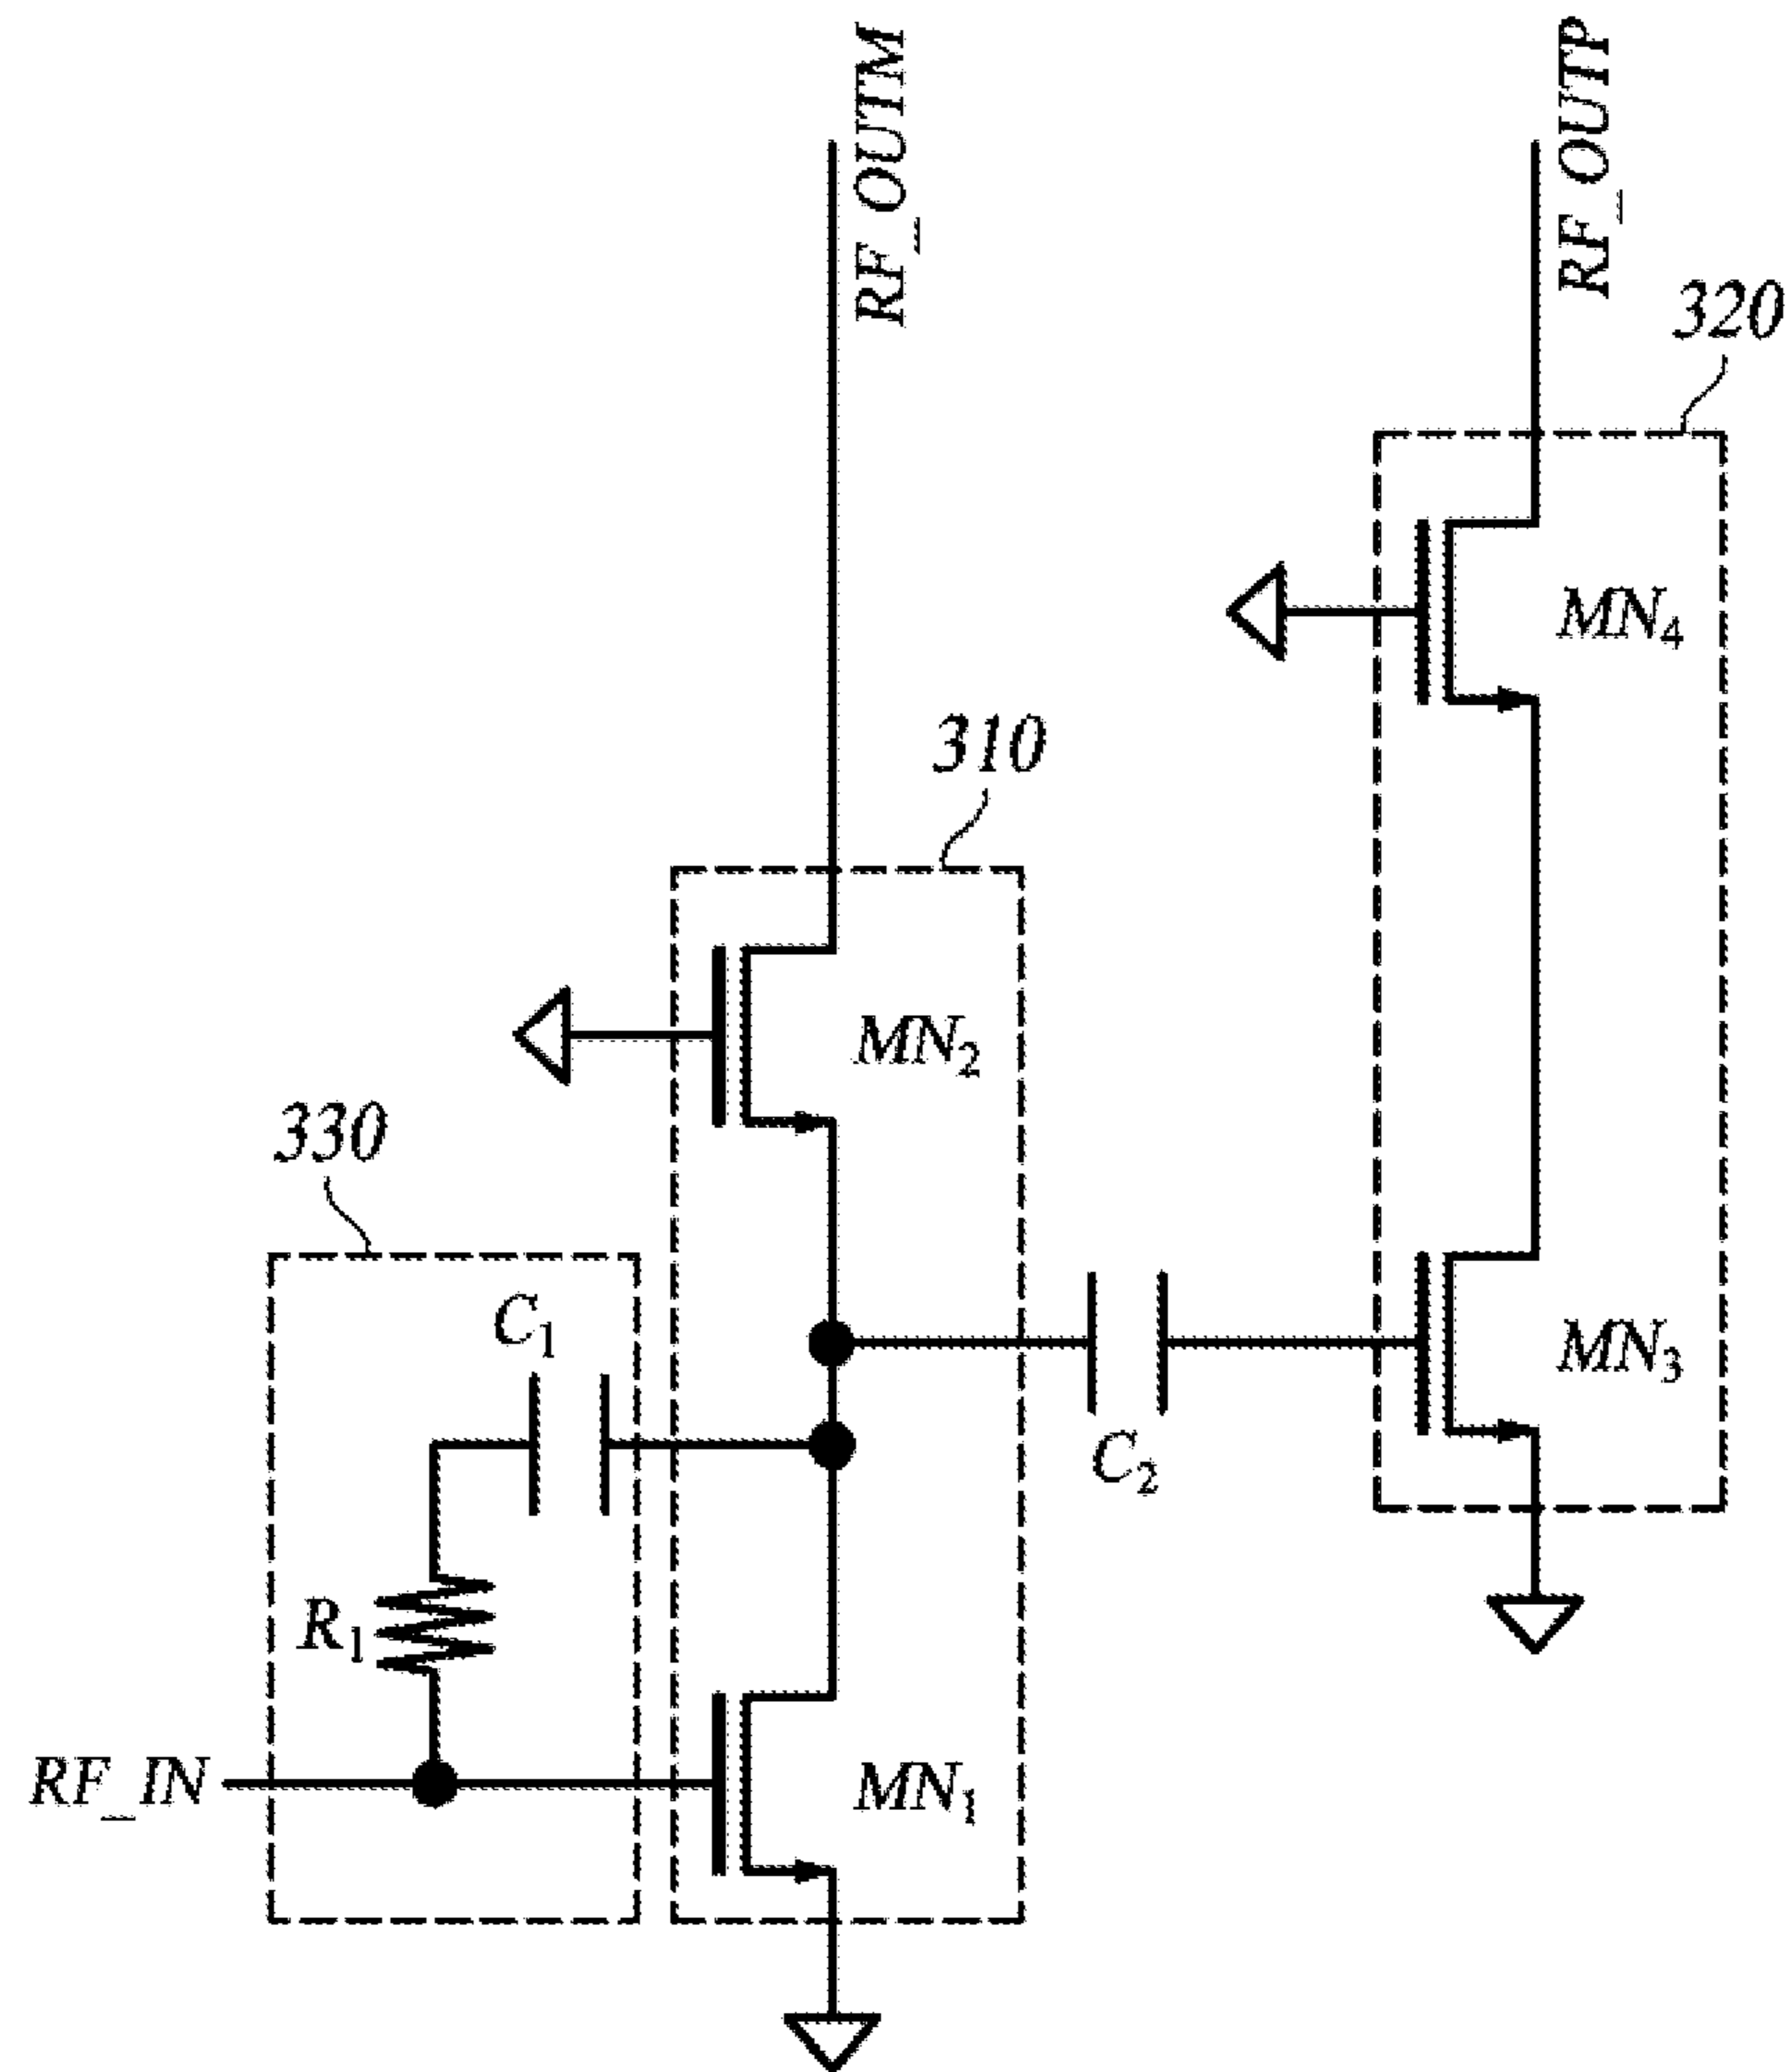 RF_OUTM
RF_OUTP
320
MN₄
310
MN₂
330
C₁
MN₃
C₂
R₁
RF_IN
MN₁